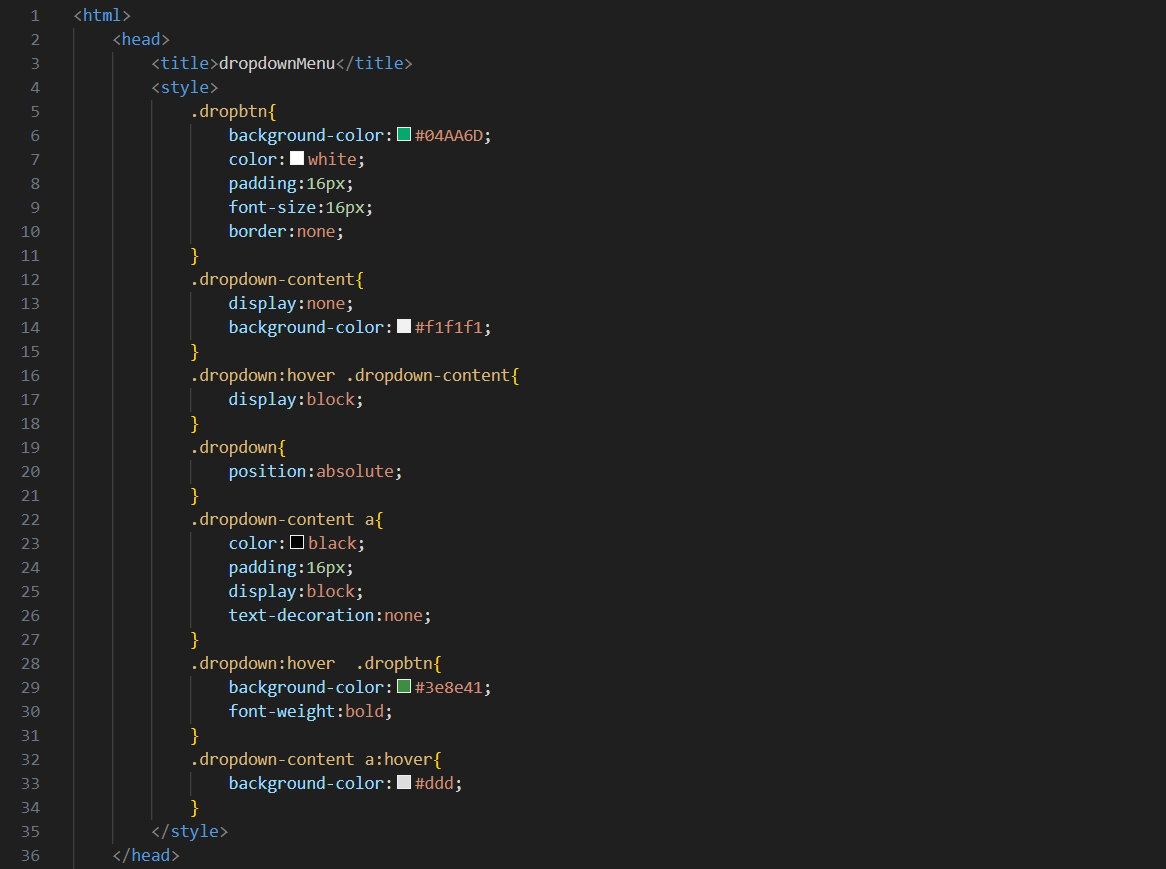 1 <html>
2     <head>
3         <title>dropdownMenu</title>
4         <style>
5             .dropbtn{
6                 background-color:#04AA6D;
7                 color:white;
8                 padding:16px;
9                 font-size:16px;
10                 border:none;
11             }
12             .dropdown-content{
13                 display:none;
14                 background-color:#f1f1f1;
15             }
16             .dropdown:hover .dropdown-content{
17                 display:block;
18             }
19             .dropdown{
20                 position:absolute;
21             }
22             .dropdown-content a{
23                 color:black;
24                 padding:16px;
25                 display:block;
26                 text-decoration:none;
27             }
28             .dropdown:hover  .dropbtn{
29                 background-color:#3e8e41;
30                 font-weight:bold;
31             }
32             .dropdown-content a:hover{
33                 background-color:#ddd;
34             }
35         </style>
36     </head>